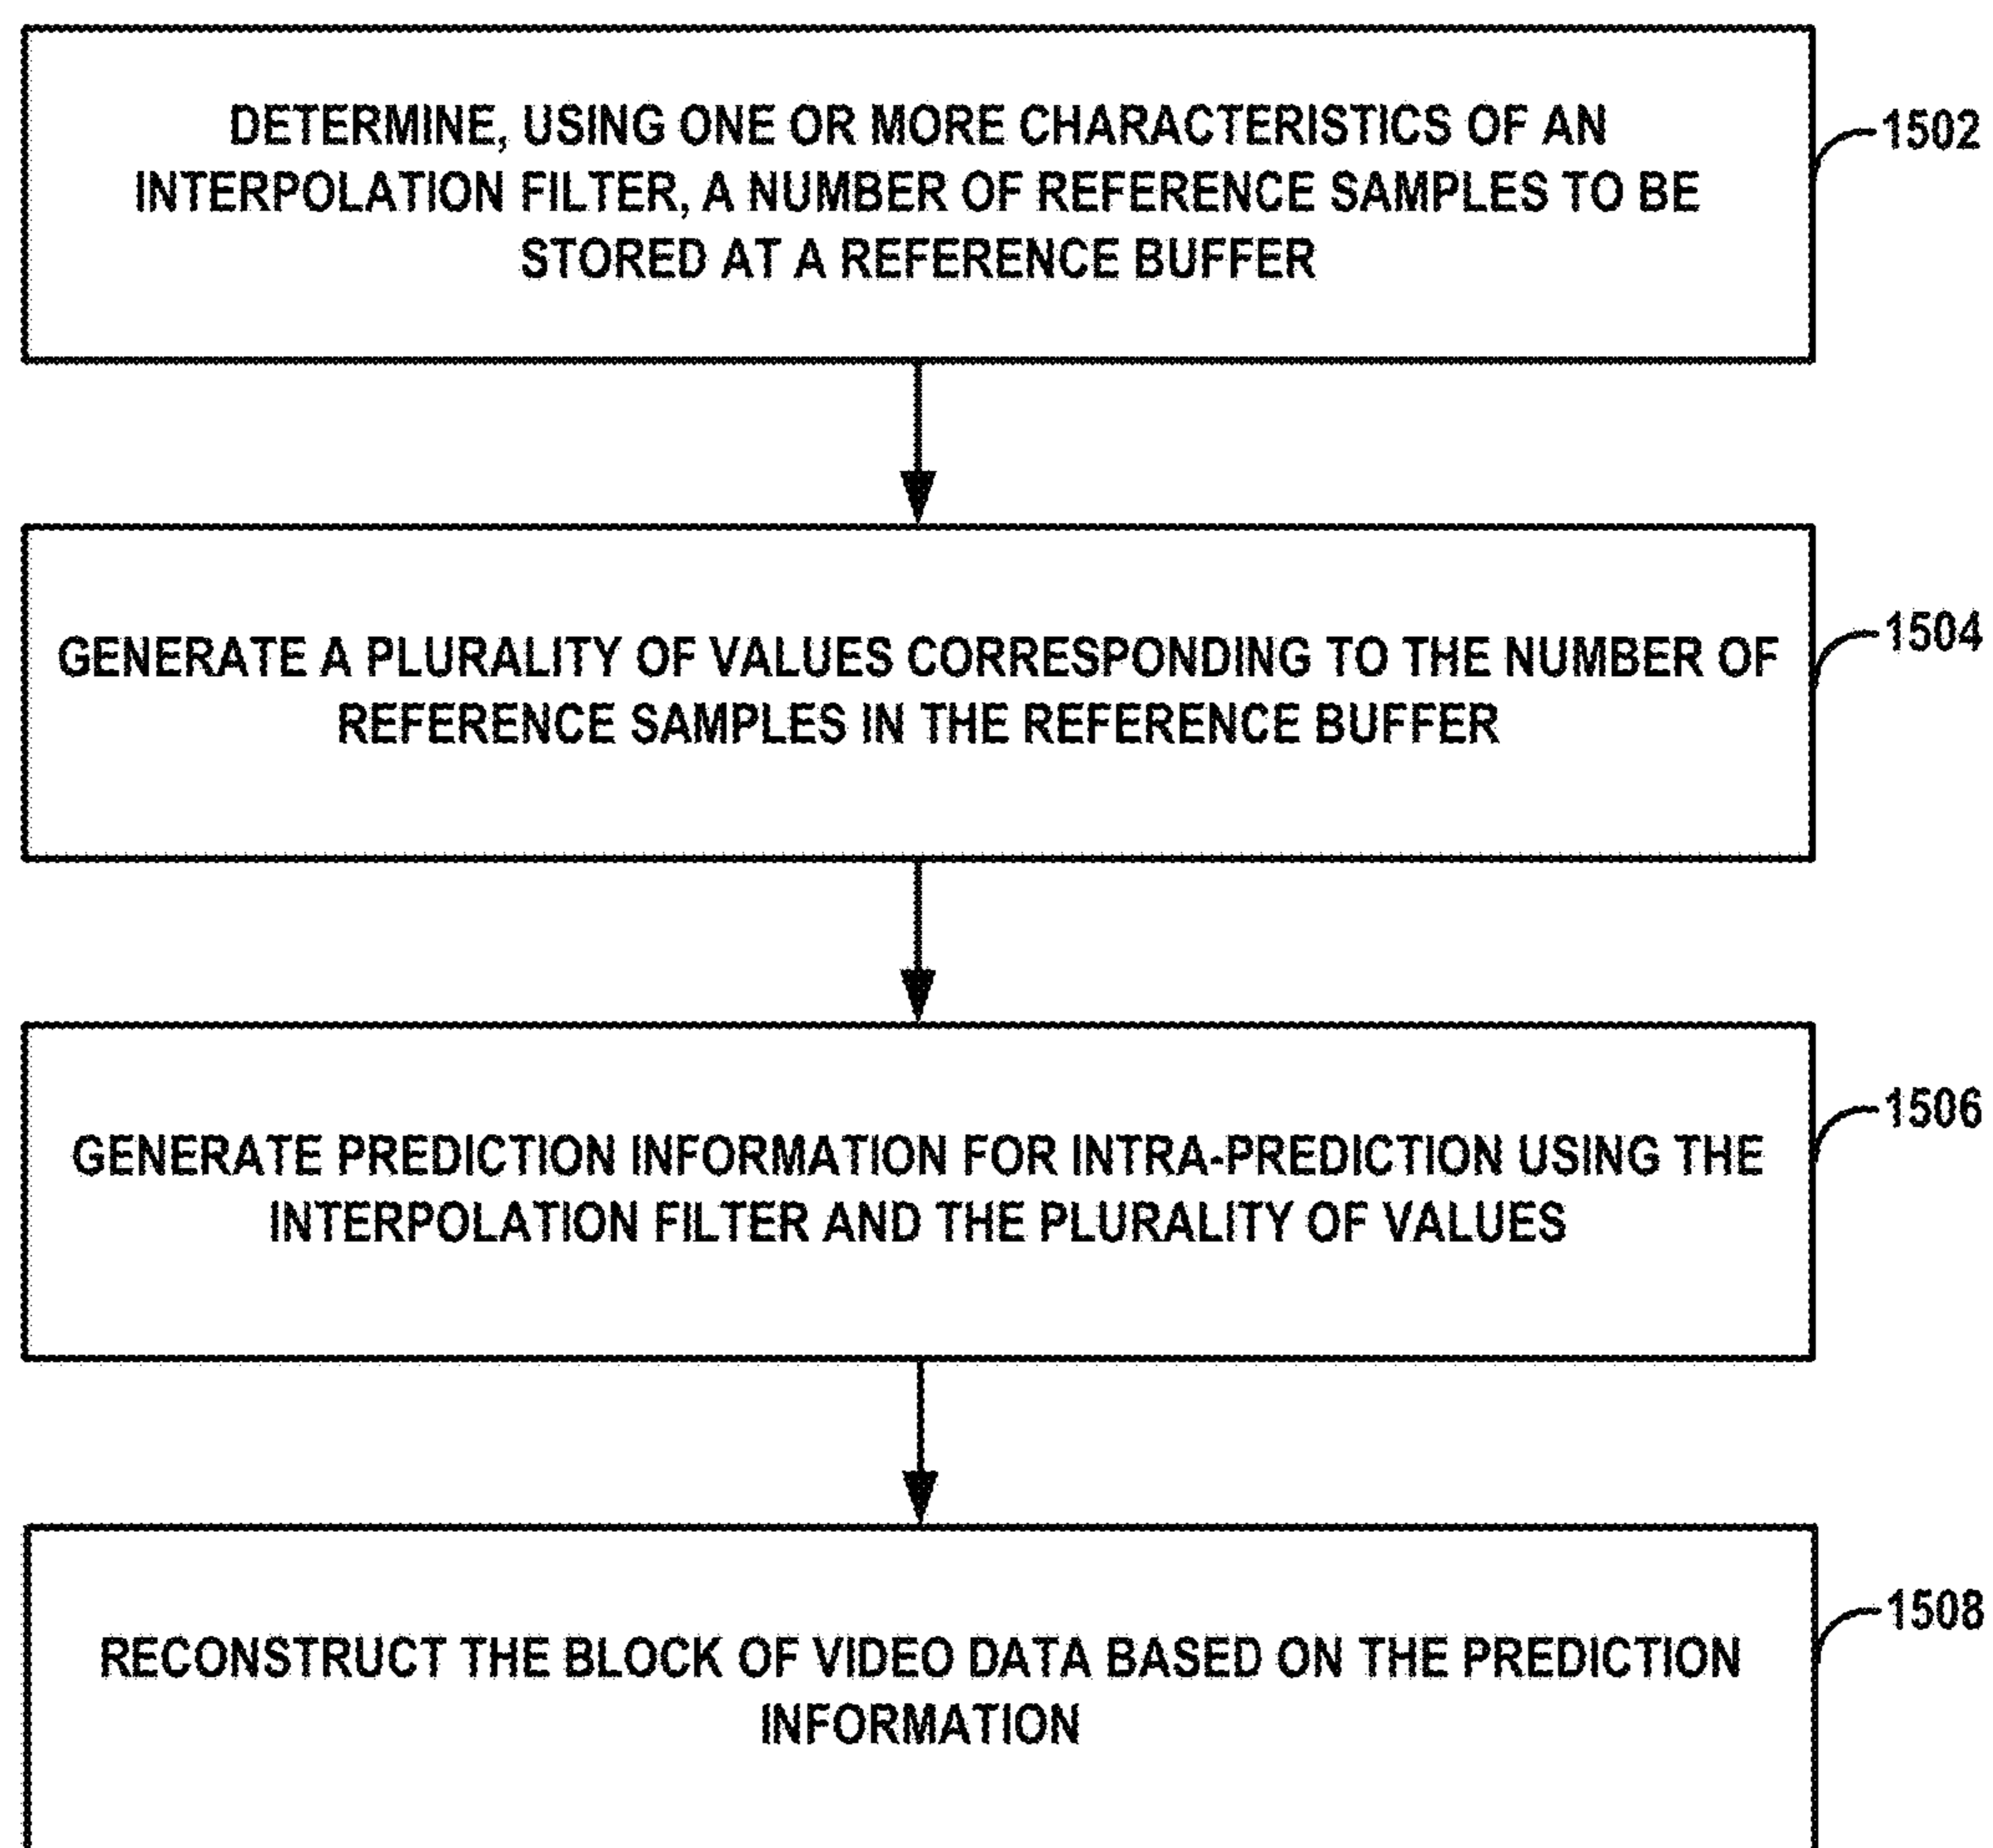 DETERMINE, USING ONE OR MORE CHARACTERISTICS OF AN
INTERPOLATION FILTER, A NUMBER OF REFERENCE SAMPLES TO BE
STORED AT A REFERENCE BUFFER
1502
GENERATE A PLURALITY OF VALUES CORRESPONDING TO THE NUMBER OF
REFERENCE SAMPLES IN THE REFERENCE BUFFER
1504
GENERATE PREDICTION INFORMATION FOR INTRA-PREDICTION USING THE
INTERPOLATION FILTER AND THE PLURALITY OF VALUES
1506
RECONSTRUCT THE BLOCK OF VIDEO DATA BASED ON THE PREDICTION
INFORMATION
1508